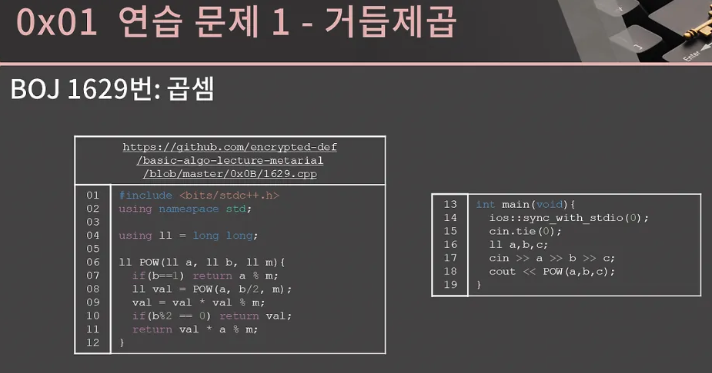 0x01 연습 문제 1 - 거듭제곱
BOJ 1629번: 곱셈
https://github.com/encrypted-def
/basic-algo-lecture-metarial
/blob/master/0x0B/1629.cpp
01 #include <bits/stdc++.h>
02 using namespace std;
03
04 using ll = long long;
05
06 ll POW(ll a, ll b, ll m){
07 if(b==1) return a % m;
08 ll val = POW(a, b/2, m);
09 val = val * val % m;
10 if(b%2 == 0) return val;
11 return val * a % m;
12 }
13 int main(void){
14 ios::sync_with_stdio(0);
15 cin.tie(0);
16 ll a,b,c;
17 cin >> a >> b >> c;
18 cout << POW(a,b,c);
19 }
Enter